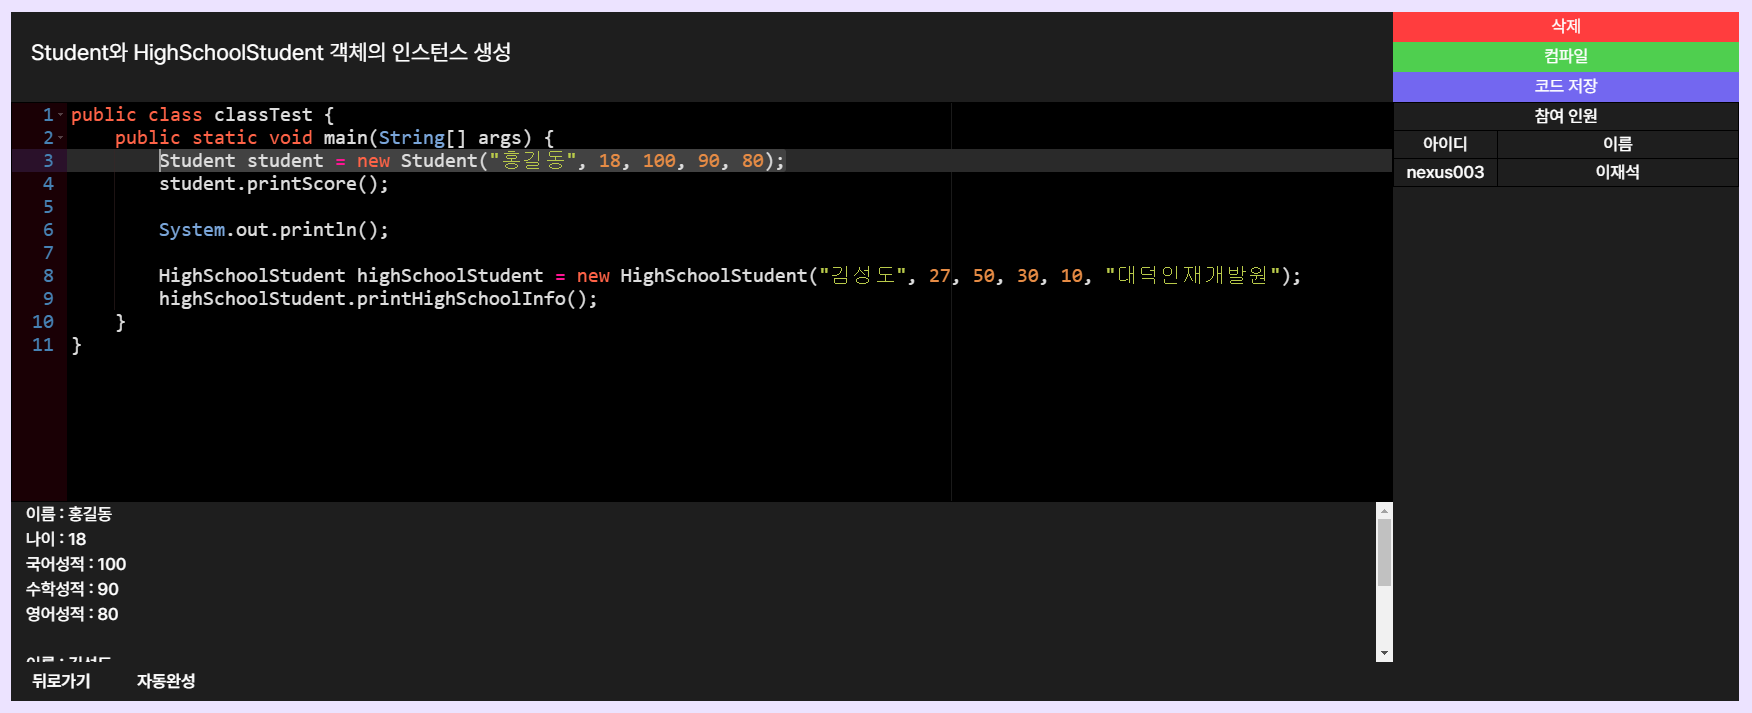 Student와 HighSchoolStudent 객체의 인스턴스 생성
삭제
컴파일
코드 저장
참여 인원
아이디 이름
nexus003 이재석
1 public class classTest {
2     public static void main(String[] args) {
3         Student student = new Student("홍길동", 18, 100, 90, 80);
4         student.printScore();
5
6         System.out.println();
7
8         HighSchoolStudent highSchoolStudent = new HighSchoolStudent("김성도", 27, 50, 30, 10, "대덕인재개발원");
9         highSchoolStudent.printHighSchoolInfo();
10     }
11 }
이름 : 홍길동
나이 : 18
국어성적 : 100
수학성적 : 90
영어성적 : 80
이름 : 김성도
뒤로가기 자동완성